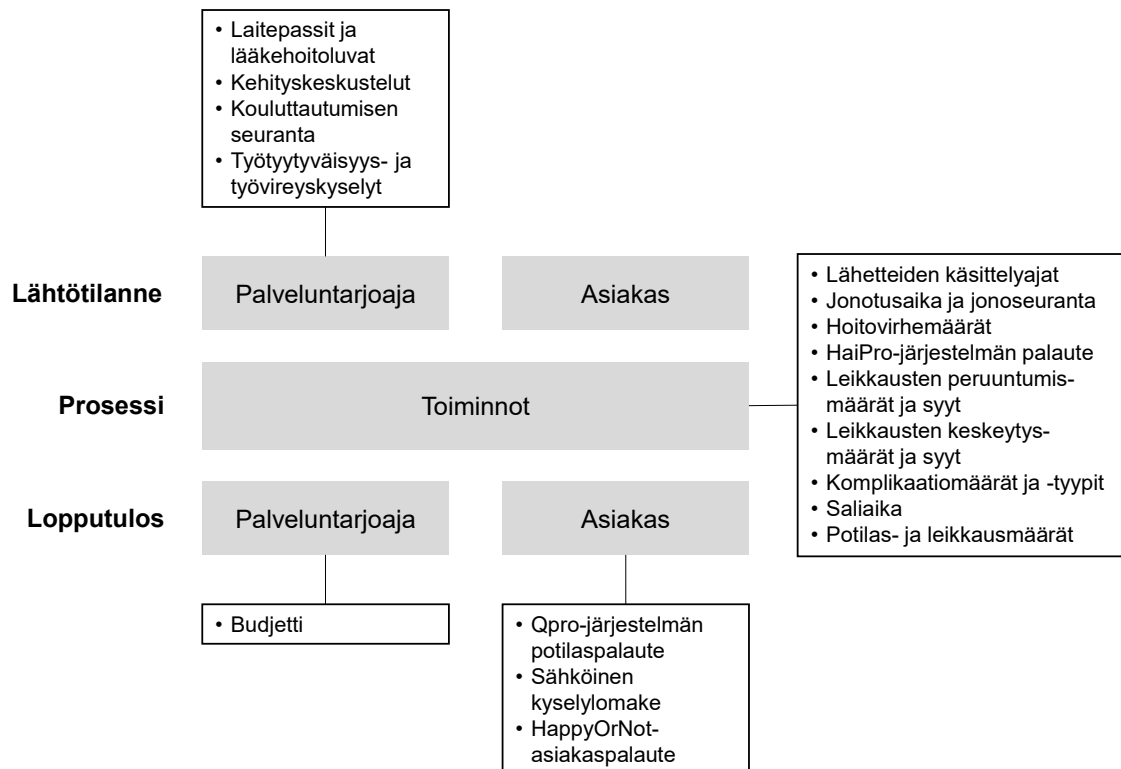 • Laitepassit ja
lääkehoitoluvat
• Kehityskeskustelut
• Kouluttautumisen
seuranta
• Työtyytyväisyys- ja
työvireyskyselyt
Lähtötilanne
Palveluntarjoaja
Asiakas
Prosessi
Toiminnot
• Lähetteiden käsittelyajat
• Jonotusaika ja jonoseuranta
• Hoitovirhemäärät
• HaiPro-järjestelmän palaute
• Leikkausten peruuntumis-
määrät ja syyt
• Leikkausten keskeytys-
määrät ja syyt
• Komplikaatiomäärät ja -tyypit
• Saliaika
• Potilas- ja leikkausmäärät
Lopputulos
Palveluntarjoaja
Asiakas
• Budjetti
• Qpro-järjestelmän
potilaspalaute
• Sähköinen
kyselylomake
• HappyOrNot-
asiakaspalaute